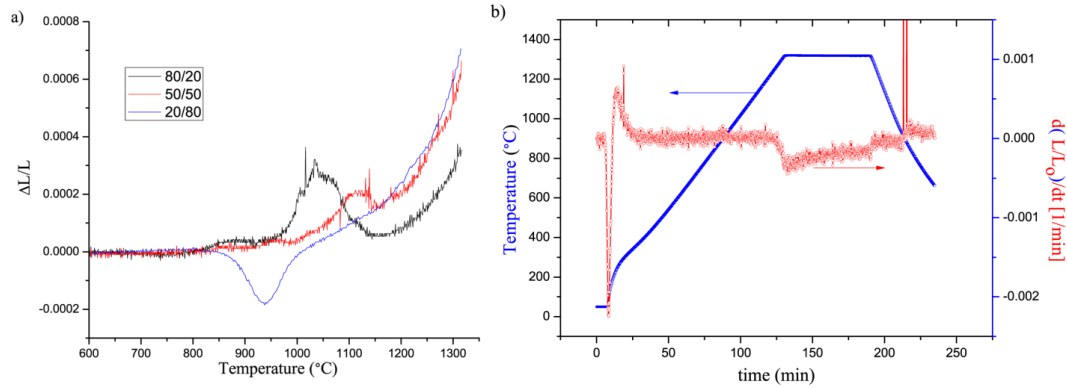 a)
0.0008
0.0006
0.0004
0.0002
0.0000
-0.0002
ΔL/L
80/20
50/50
20/80
600 700 800 900 1000 1100 1200 1300
Temperature (°C)
b)
1400
1200
1000
800
600
400
200
0
Temperature (°C)
0.001
0.000
-0.001
-0.002
d(L/Lo)/dt [1/min]
0 50 100 150 200 250
time (min)